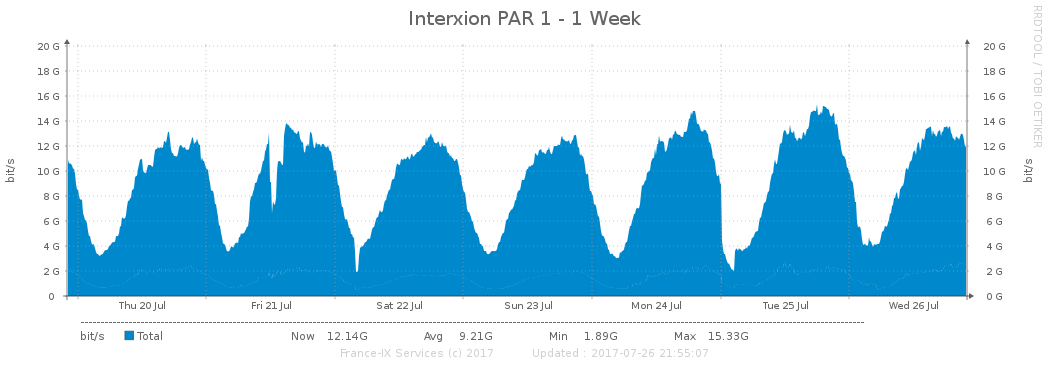 Interxion PAR 1 - 1 Week
RRDTOOL / TOBI OETIKER
20 G 20 G
18 G 18 G
16 G 16 G
14 G 14 G
12 G 12 G
10 G 10 G
8 G 8 G
6 G 6 G
4 G 4 G
2 G 2 G
0 0 G
bit/s
bit/s
Thu 20 Jul Fri 21 Jul Sat 22 Jul Sun 23 Jul Mon 24 Jul Tue 25 Jul Wed 26 Jul
bit/s Total Now 12.14G Avg 9.21G Min 1.89G Max 15.33G
France-IX Services (c) 2017 Updated : 2017-07-26 21:55:07